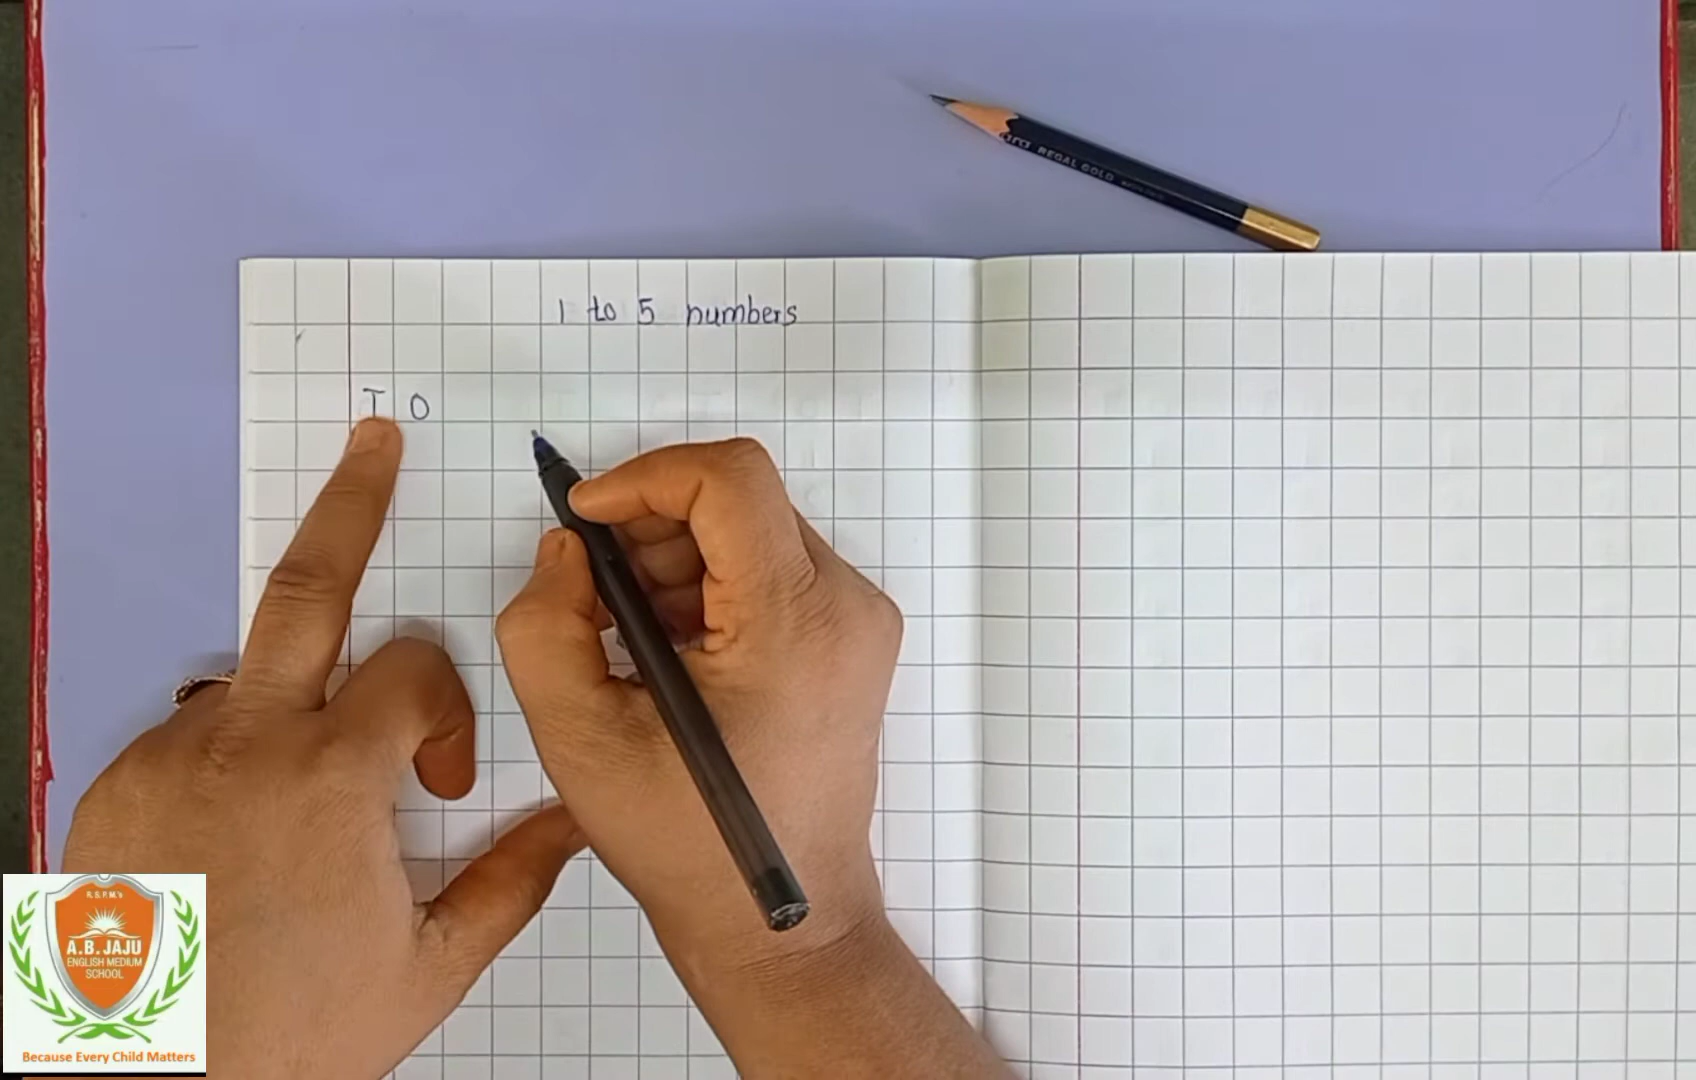 REGAL GOLD
1 to 5 numbers
T O
R.S.P.M.'s
A.B. JAJU
ENGLISH MEDIUM
SCHOOL
Because Every Child Matters